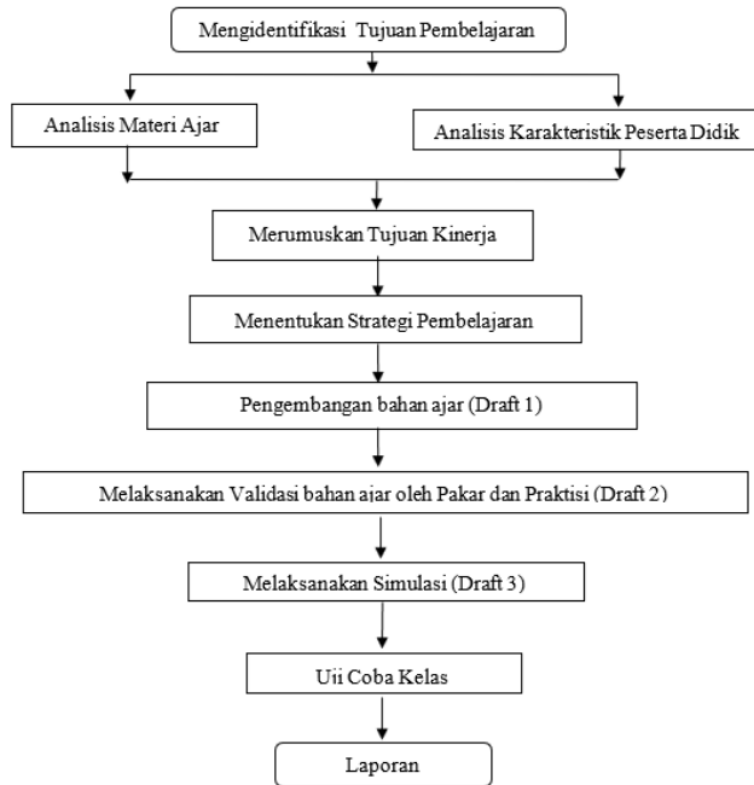 Mengidentifikasi Tujuan Pembelajaran
Analisis Materi Ajar
Analisis Karakteristik Peserta Didik
Merumuskan Tujuan Kinerja
Menentukan Strategi Pembelajaran
Pengembangan bahan ajar (Draft 1)
Melaksanakan Validasi bahan ajar oleh Pakar dan Praktisi (Draft 2)
Melaksanakan Simulasi (Draft 3)
Uji Coba Kelas
Laporan